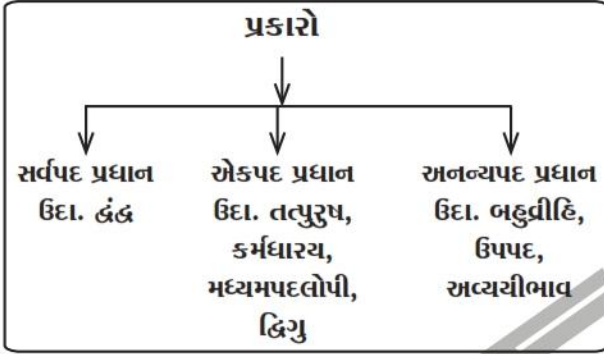 પ્રકારો
સર્વપદ પ્રધાન
ઉદા. દ્વંદ્વ
એકપદ પ્રધાન
ઉદા. તત્પુરુષ,
કર્મધારય,
મધ્યમપદલોપી,
દ્વિગુ
અનન્યપદ પ્રધાન
ઉદા. બહુવ્રીહિ,
ઉપપદ,
અવ્યયીભાવ